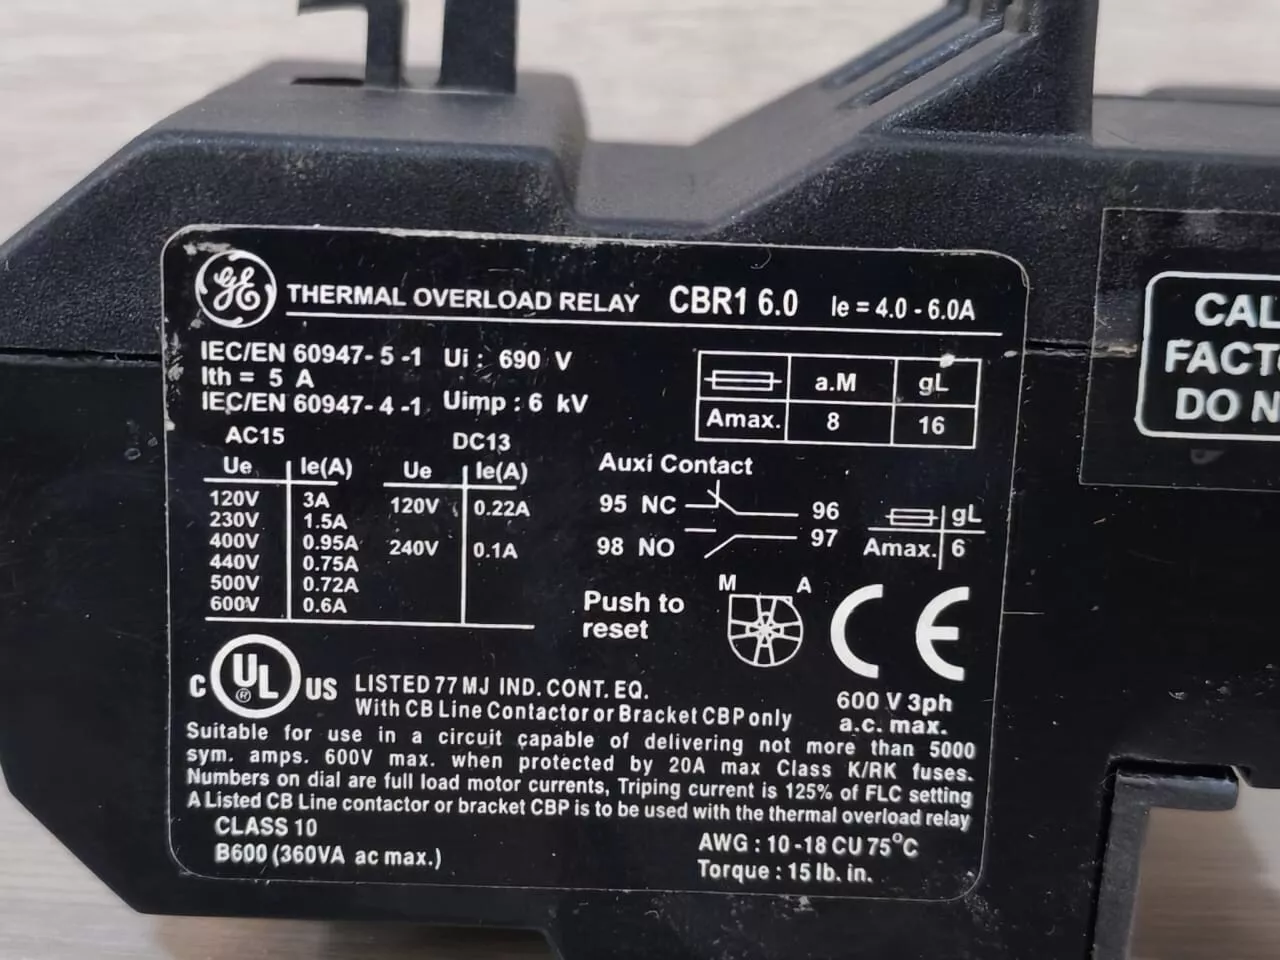 GE
THERMAL OVERLOAD RELAY CBR1 6.0 Ie = 4.0 - 6.0A
IEC/EN 60947- 5 -1 Ui : 690 V
Ith = 5 A
IEC/EN 60947- 4 -1 Uimp : 6 kV
a.M gL
Amax. 8 16
AC15 DC13
Ue Ie(A) Ue Ie(A)
120V 3A 120V 0.22A
230V 1.5A
400V 0.95A 240V 0.1A
440V 0.75A
500V 0.72A
600V 0.6A
Auxi Contact
95 NC 96
98 NO 97
gL
Amax. 6
Push to
reset
M A
CE
600 V 3ph
a.c. max.
C UL ® US LISTED 77 MJ IND. CONT. EQ.
With CB Line Contactor or Bracket CBP only
Suitable for use in a circuit capable of delivering not more than 5000
sym. amps. 600V max. when protected by 20A max Class K/RK fuses.
Numbers on dial are full load motor currents, Triping current is 125% of FLC setting
A Listed CB Line contactor or bracket CBP is to be used with the thermal overload relay
CLASS 10
B600 (360VA ac max.)
AWG : 10 -18 CU 75°C
Torque : 15 lb. in.
CAL
FACT
DO N